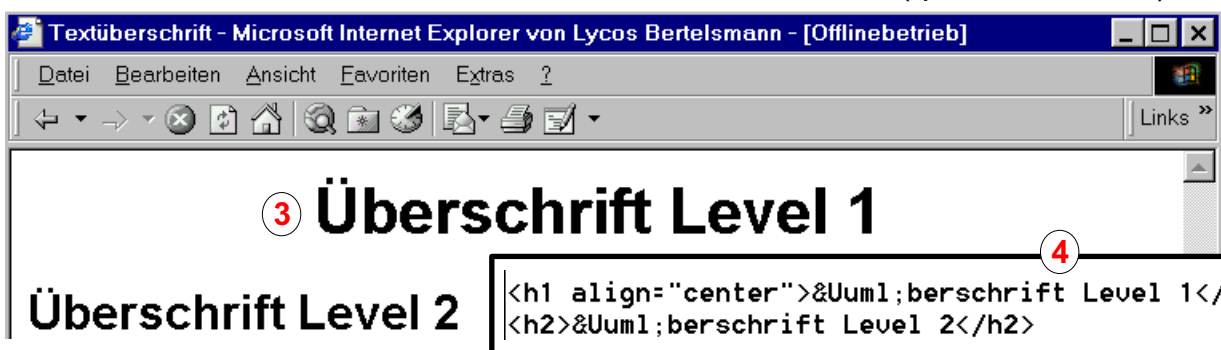 Textüberschrift - Microsoft Internet Explorer von Lycos Bertelsmann - [Offlinebetrieb]
Datei Bearbeiten Ansicht Favoriten Extras ?
Links »
3 Überschrift Level 1
4
Überschrift Level 2
<h1 align="center">&Uuml;berschrift Level 1</
<h2>&Uuml;berschrift Level 2</h2>